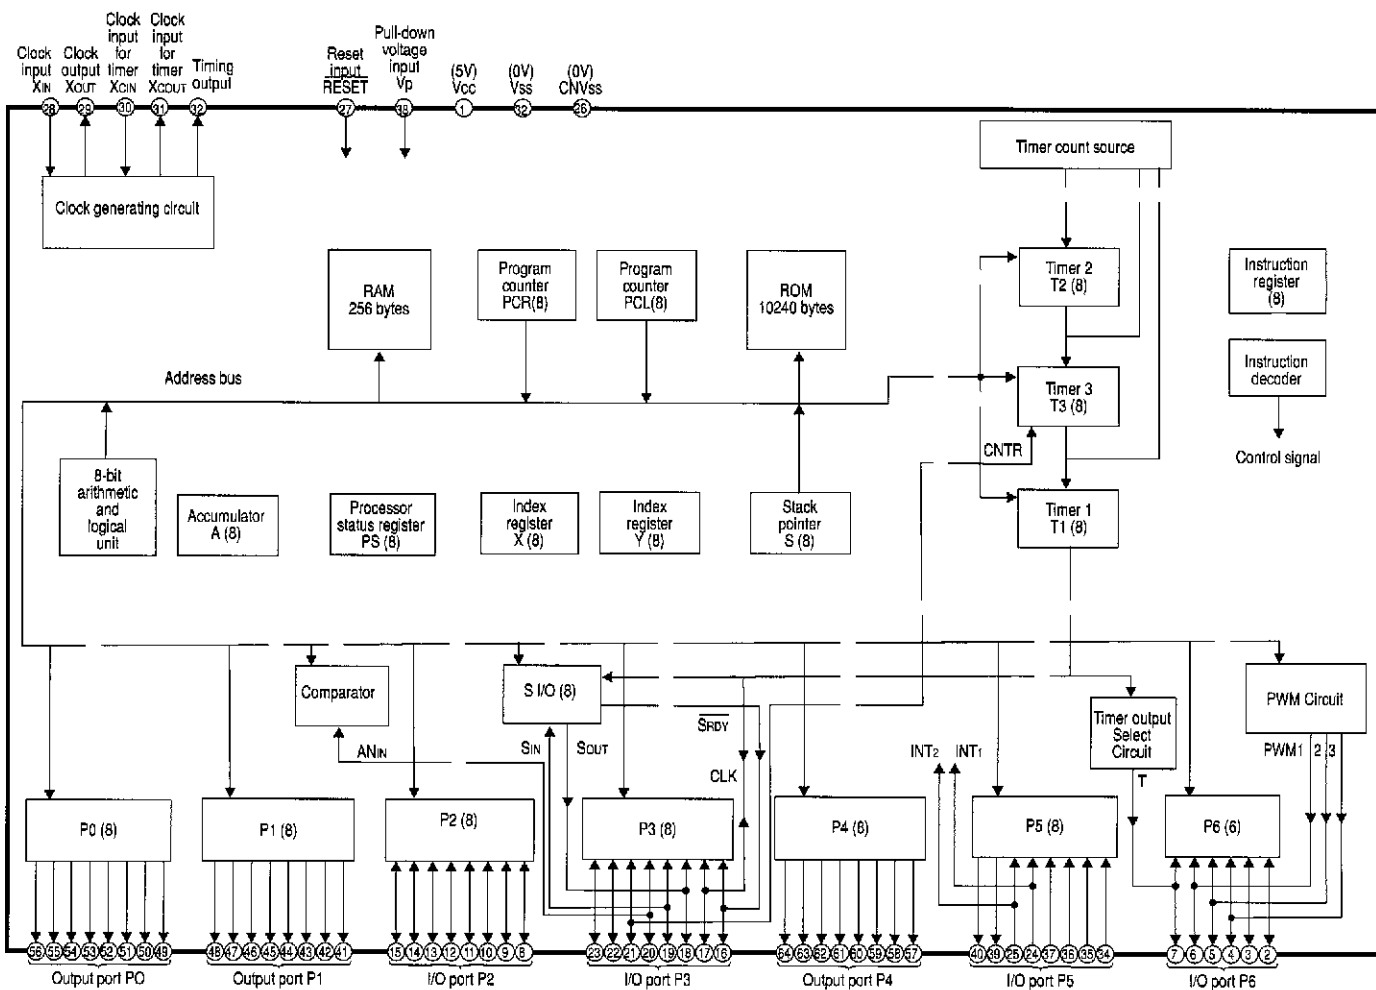 Clock
input
XIN
Clock
output
XOUT
Clock
input
for
timer
XCIN
Clock
input
for
timer
XCOUT
Timing
output
Reset
input
RESET
Pull-down
voltage
input
Vp
(5V)
Vcc
(0V)
Vss
(0V)
CNVss
28
29
30
31
32
27
38
1
32
26
Clock generating circuit
Timer count source
RAM
256 bytes
Program
counter
PCR(8)
Program
counter
PCL(8)
ROM
10240 bytes
Timer 2
T2 (8)
Instruction
register
(8)
Address bus
Timer 3
T3 (8)
Instruction
decoder
CNTR
Control signal
8-bit
arithmetic
and
logical
unit
Accumulator
A (8)
Processor
status register
PS (8)
Index
register
X (8)
Index
register
Y (8)
Stack
pointer
S (8)
Timer 1
T1 (8)
Comparator
S I/O (8)
PWM Circuit
Timer output
Select
Circuit
ANIN
SIN
SOUT
SRDY
CLK
INT2
INT1
T
PWM1 2 3
P0 (8)
P1 (8)
P2 (8)
P3 (8)
P4 (8)
P5 (8)
P6 (6)
56 55 54 53 52 51 50 49
48 47 46 45 44 43 42 41
15 14 13 12 11 10 9 8
23 22 21 20 19 18 17 16
64 63 62 61 60 59 58 57
40 39 25 24 37 36 35 34
7 6 5 4 3 2
Output port P0
Output port P1
I/O port P2
I/O port P3
Output port P4
I/O port P5
I/O port P6